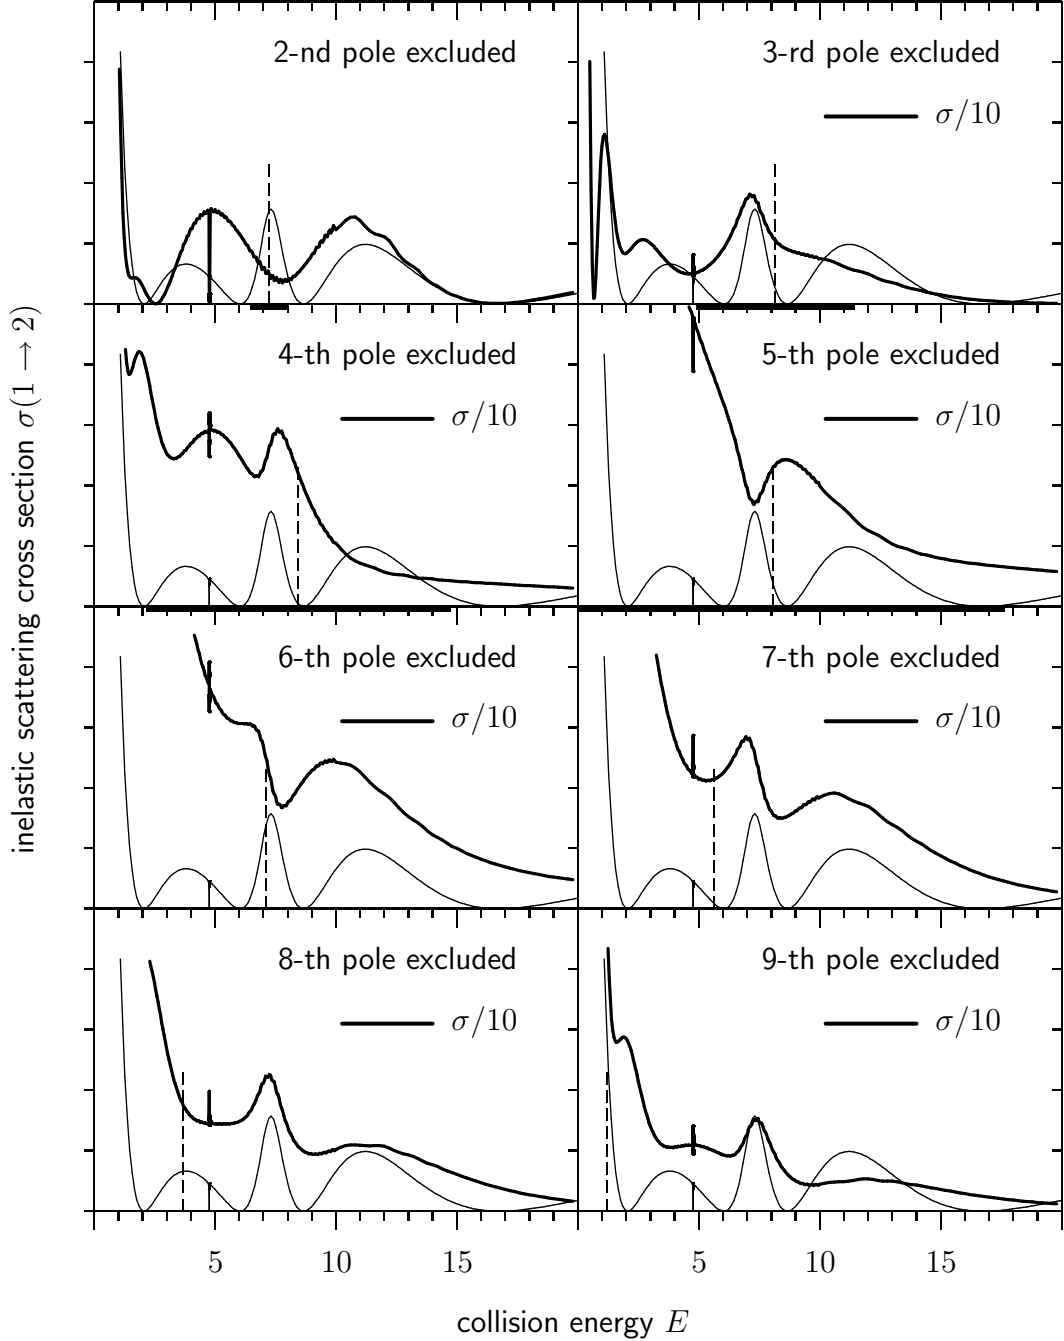 2-nd pole excluded
3-rd pole excluded
σ/10
4-th pole excluded
σ/10
5-th pole excluded
σ/10
6-th pole excluded
σ/10
7-th pole excluded
σ/10
8-th pole excluded
σ/10
9-th pole excluded
σ/10
inelastic scattering cross section σ(1 → 2)
5 10 15 5 10 15
collision energy E